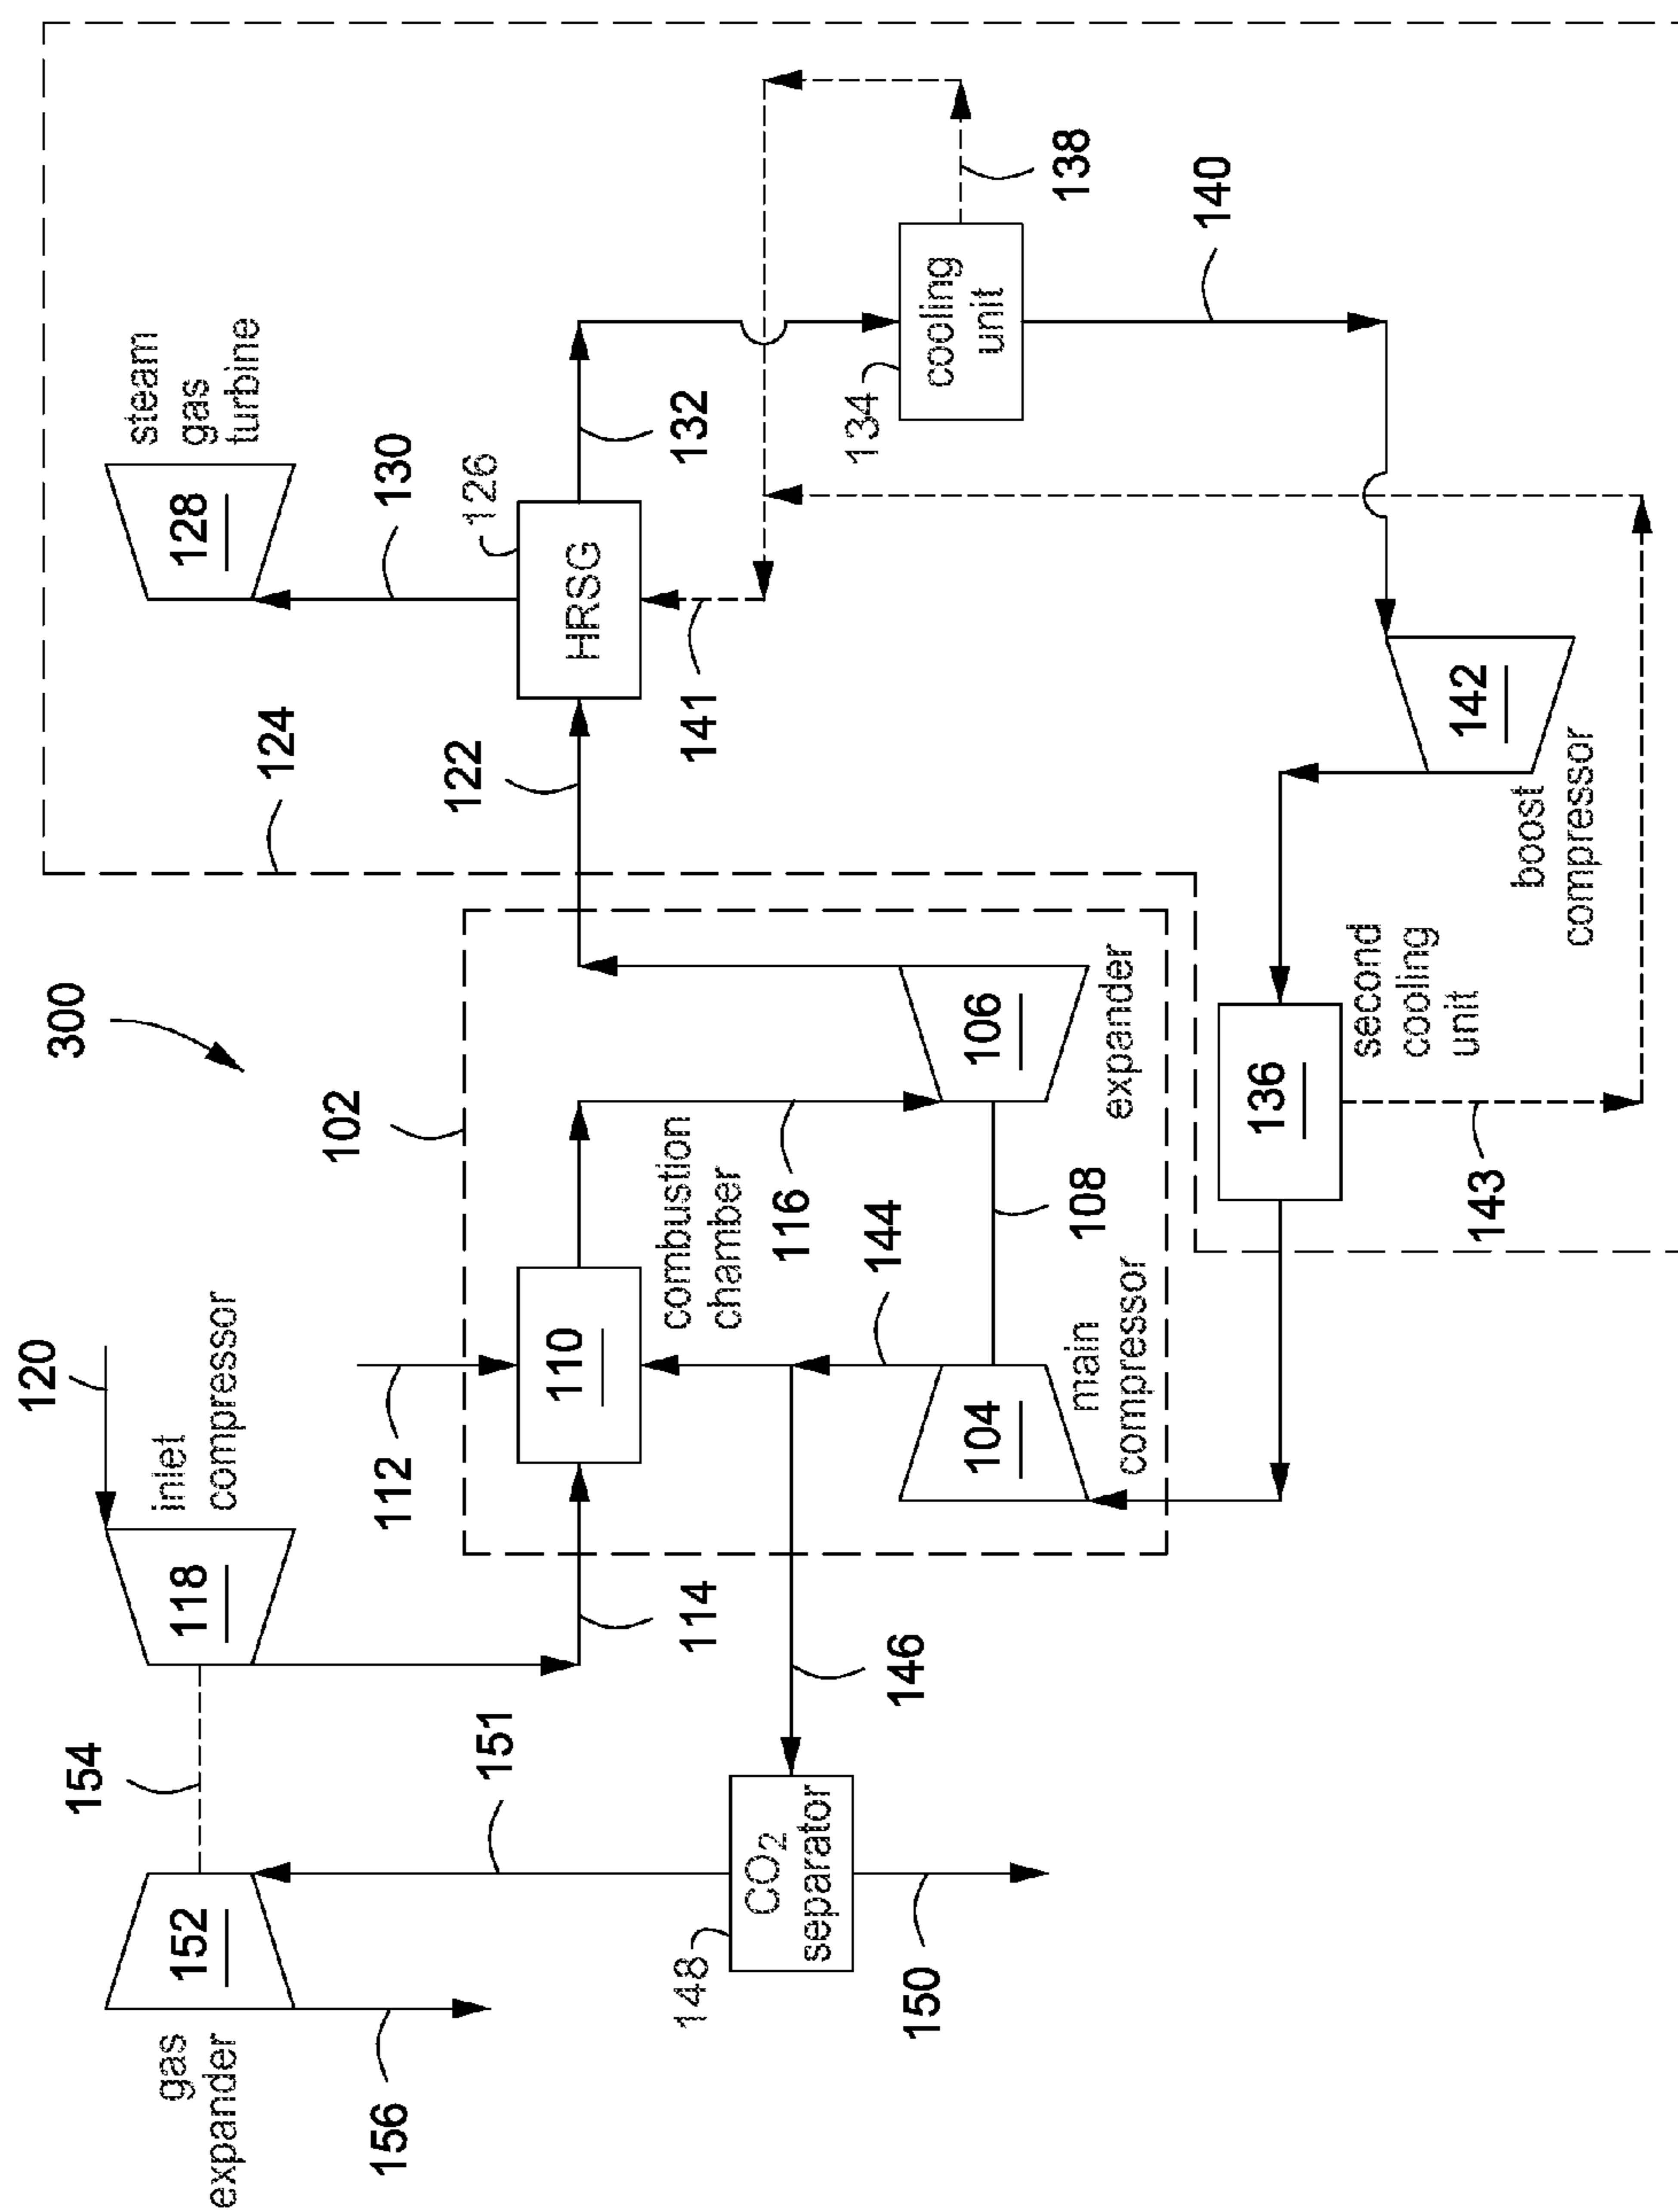 300
120
inlet
compressor
118
154
152
gas
expander
156
151
114
112
102
110
combustion
chamber
116
144
146
148
CO2
separator
150
104
main
compressor
108
106
expander
124
122
128
steam
gas
turbine
130
126
HRSG
132
141
138
134
cooling
unit
140
142
boost
compressor
136
second
cooling
unit
143